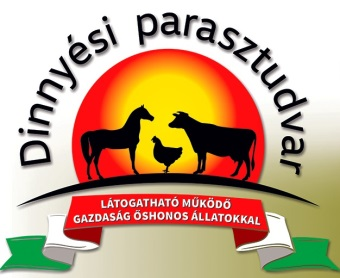 Dinnyési parasztudvar
LÁTOGATHATÓ MŰKÖDŐ
GAZDASÁG ŐSHONOS ÁLLATOKKAL